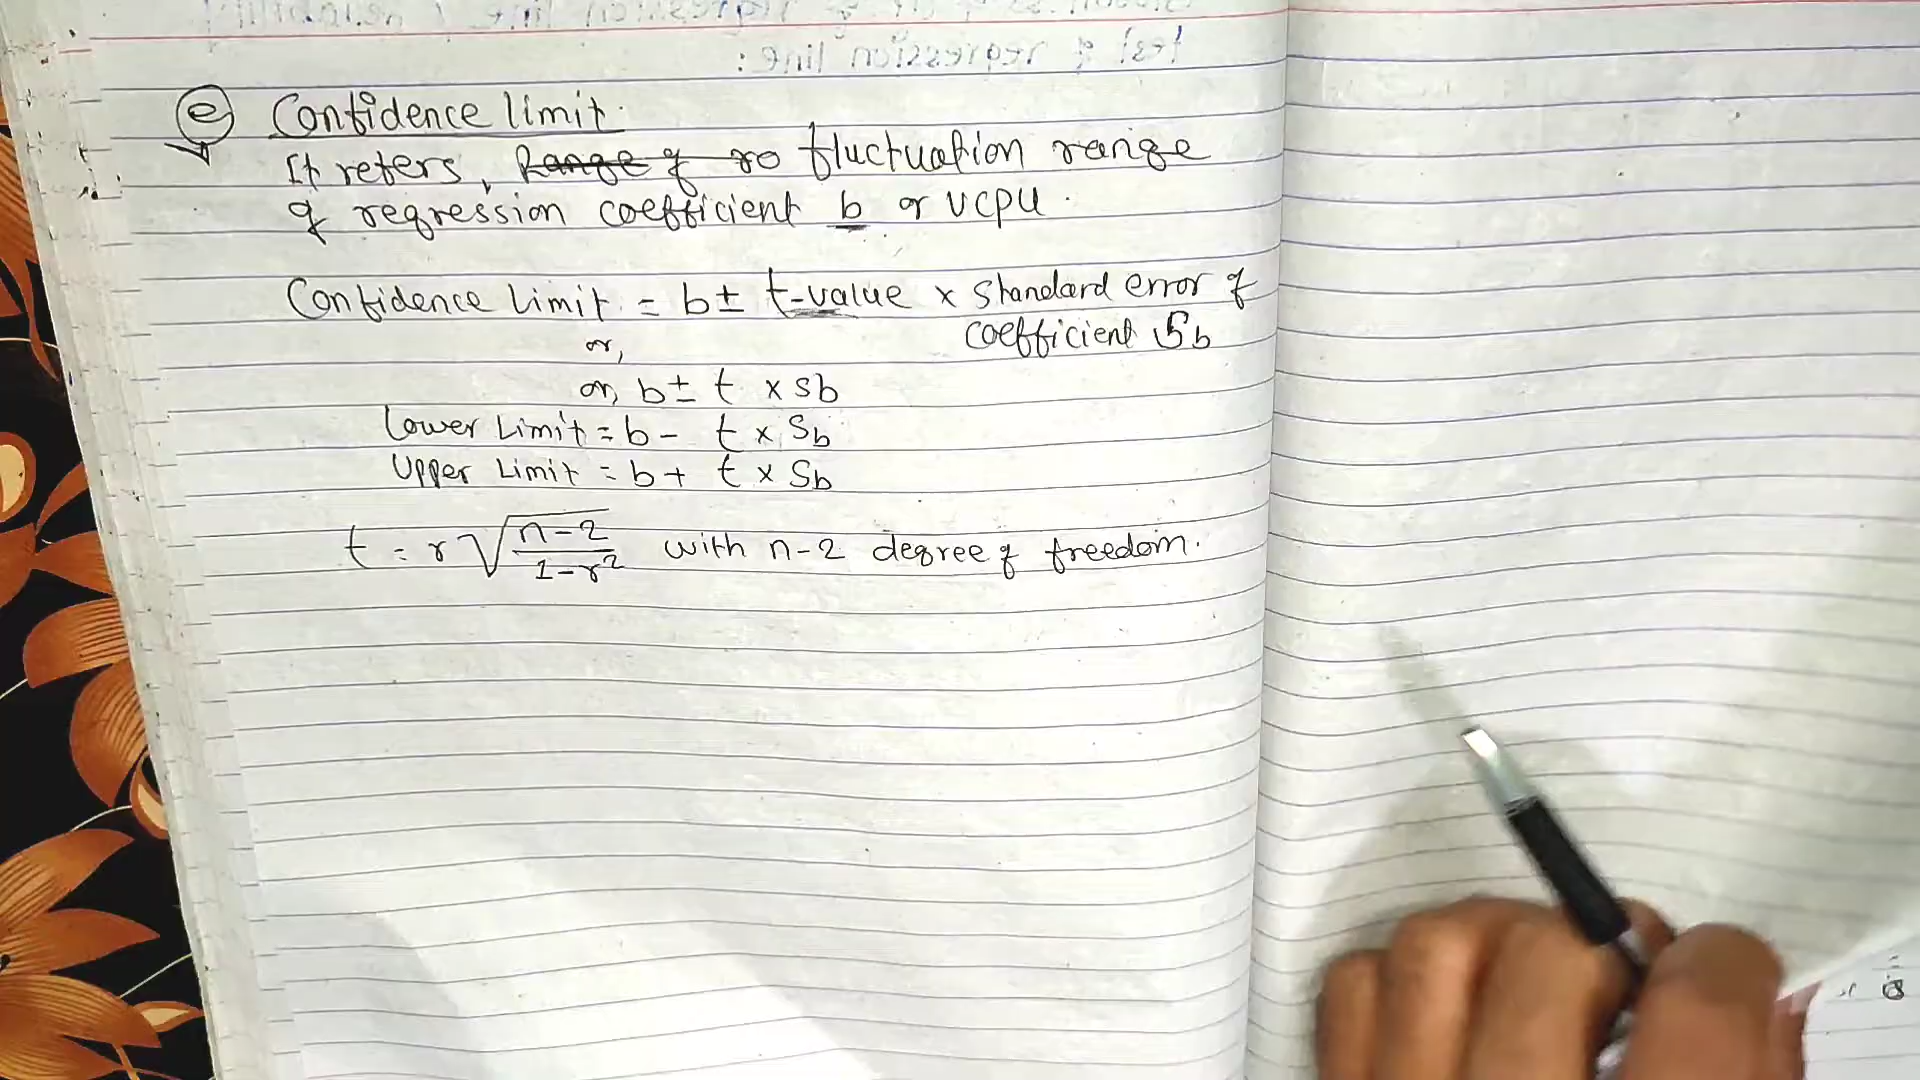 e Confidence limit.
It refers, Range of ro fluctuation range
of regression coefficient b or VCPU.
Confidence Limit = b ± t-value × Standard error of
coefficient Sb
or,
or, b ± t × Sb
Lower Limit = b - t × Sb
Upper Limit = b + t × Sb
t = r √(n-2 / 1-r²) with n-2 degree of freedom.